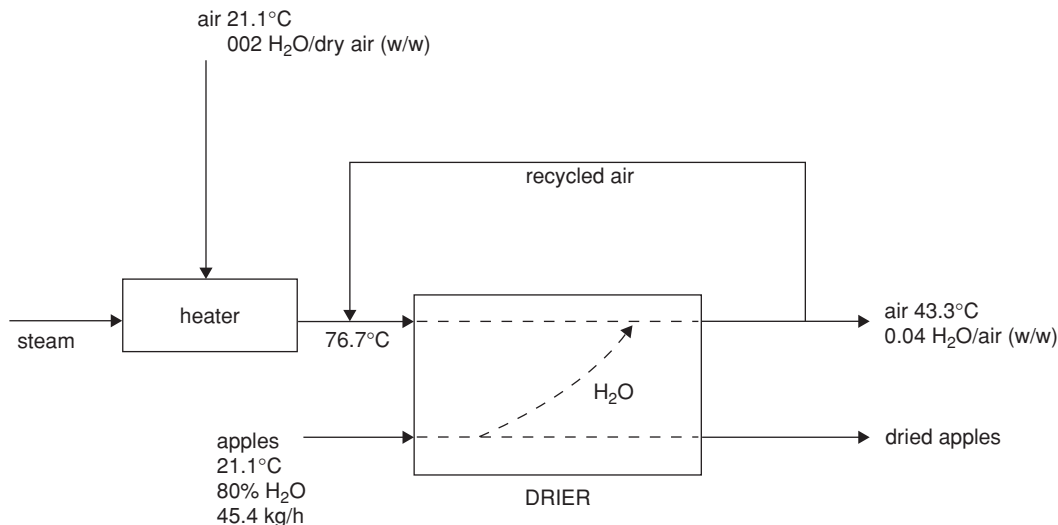 air 21.1°C
002 H₂O/dry air (w/w)
recycled air
heater
steam
76.7°C
air 43.3°C
0.04 H₂O/air (w/w)
H₂O
apples
21.1°C
80% H₂O
45.4 kg/h
dried apples
DRIER